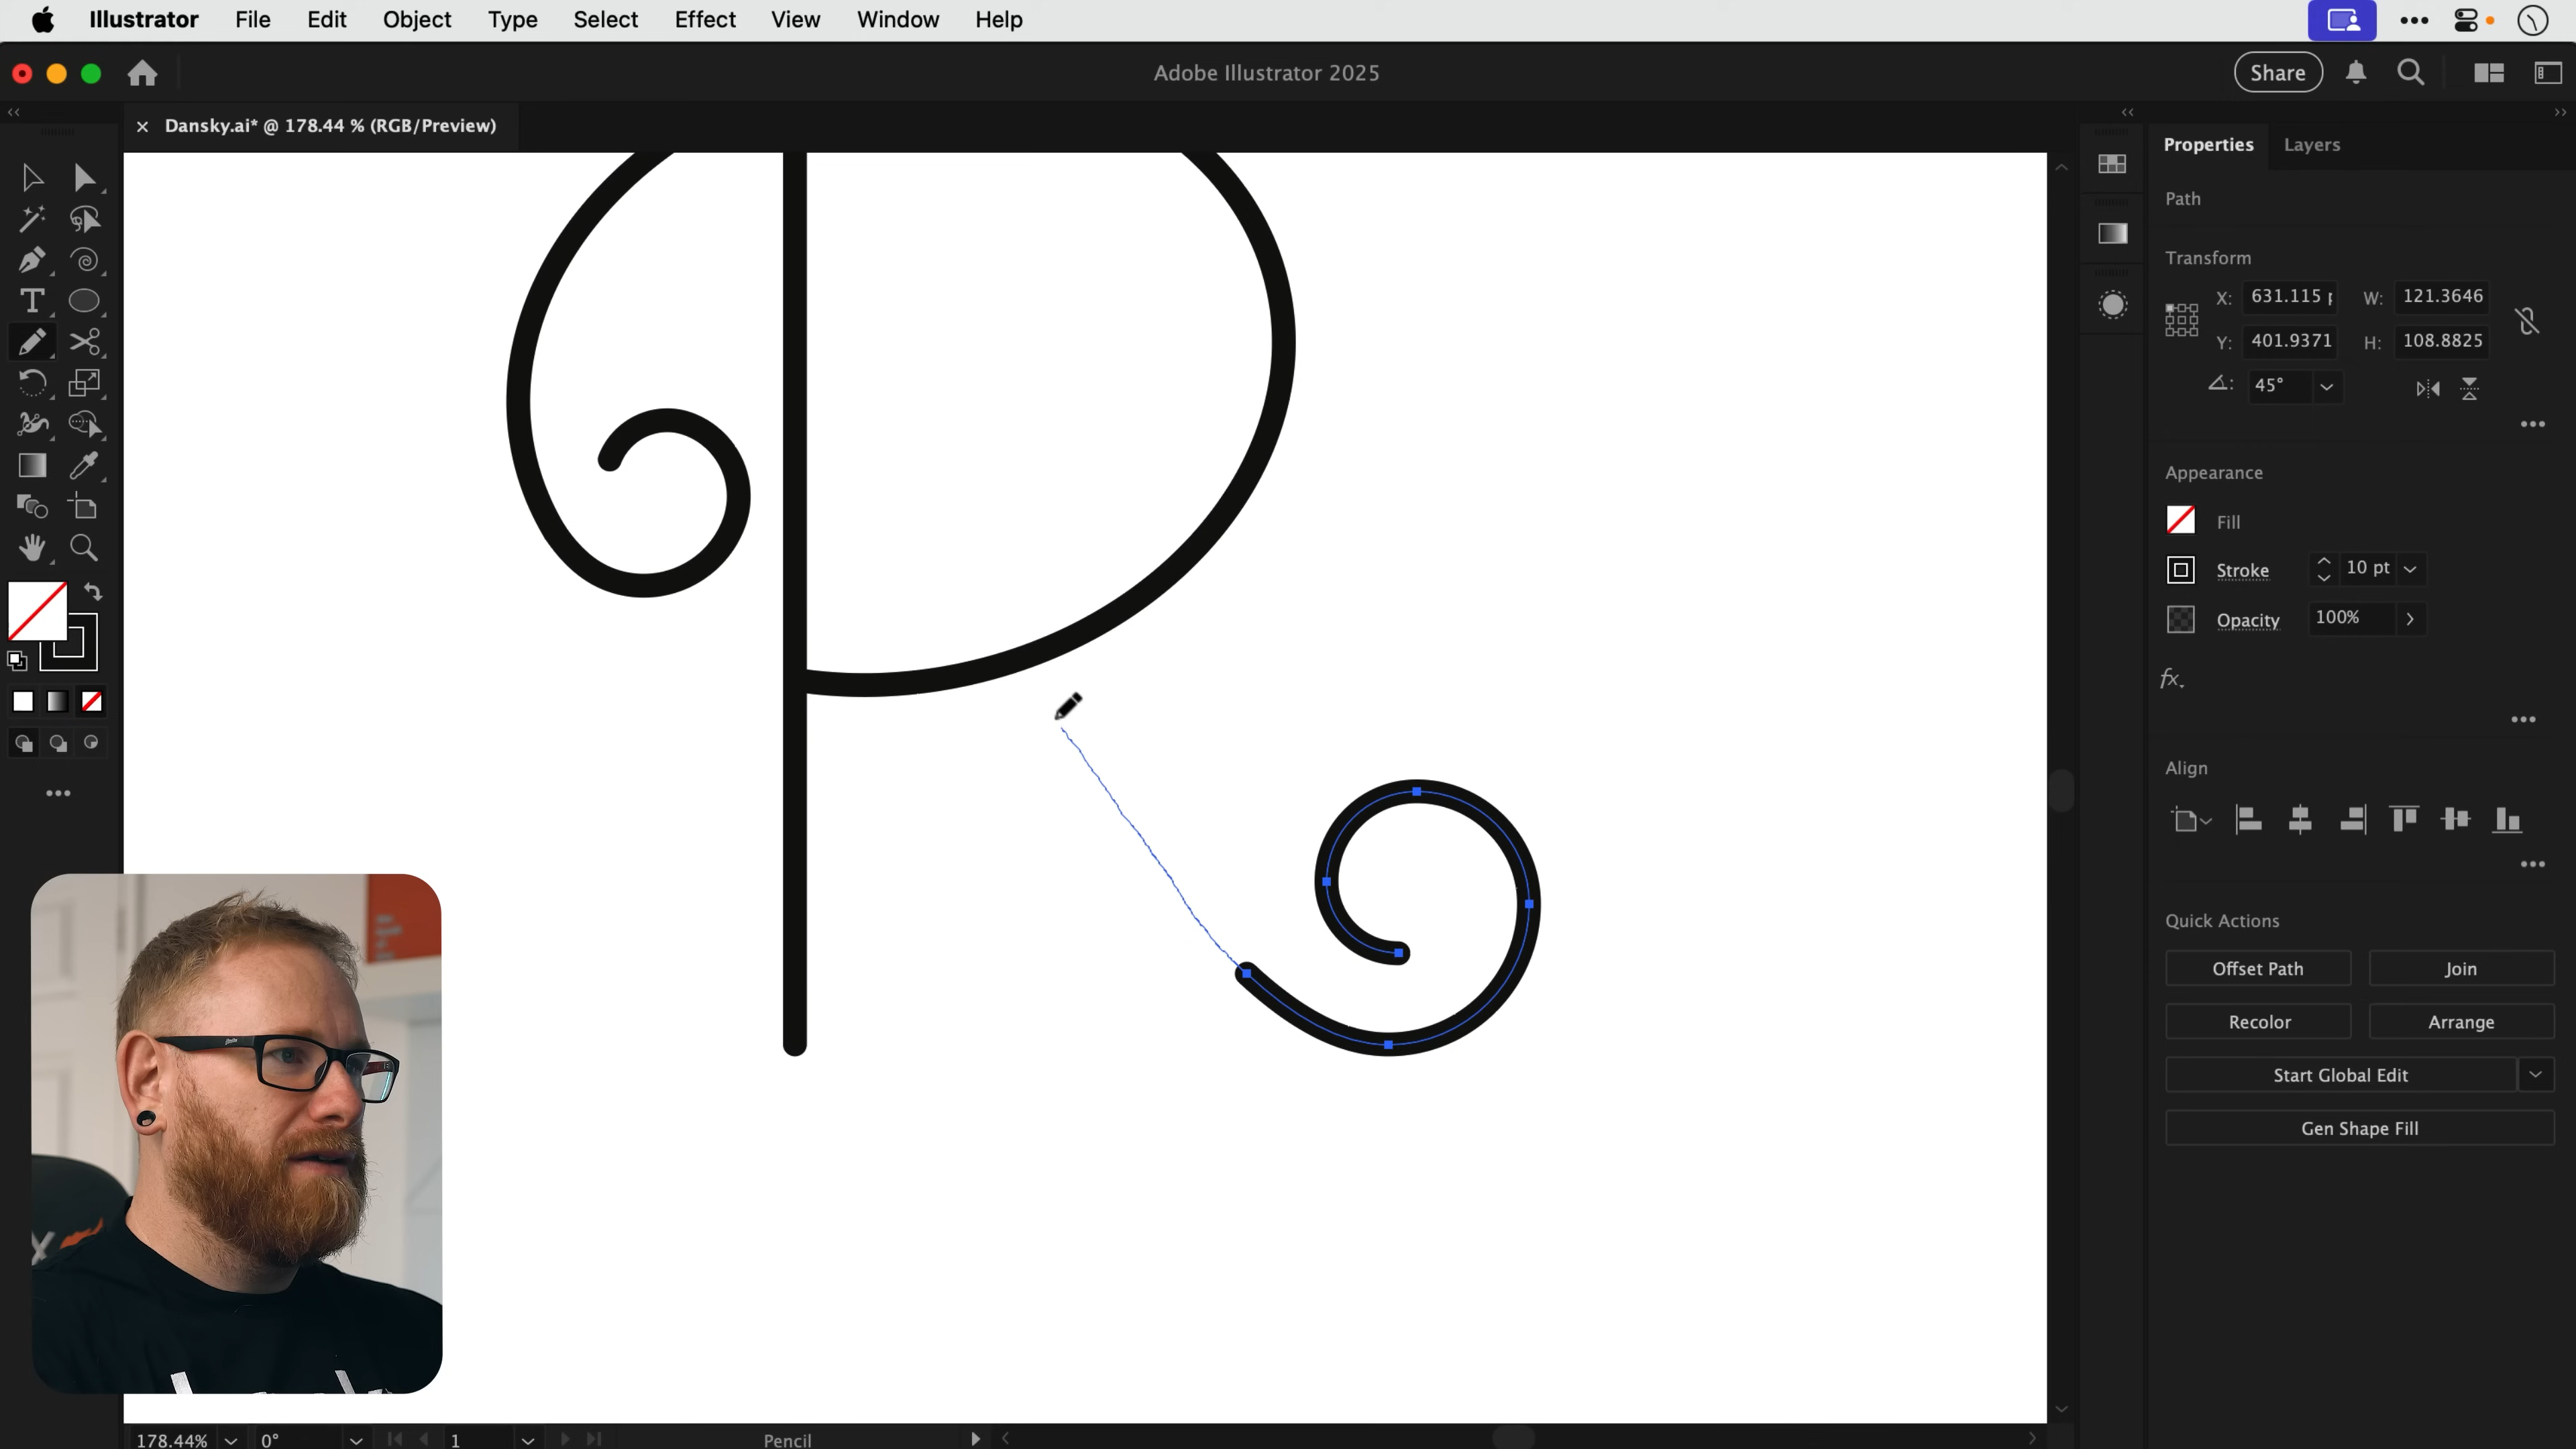 Illustrator File Edit Object Type Select Effect View Window Help
Adobe Illustrator 2025
Share
Dansky.ai* @ 178.44 % (RGB/Preview)
Properties Layers
Path
Transform
X: 631.115 W: 121.3646
Y: 401.9371 H: 108.8825
45°
Appearance
Fill
Stroke 10 pt
Opacity 100%
fx
Align
Quick Actions
Offset Path Join
Recolor Arrange
Start Global Edit
Gen Shape Fill
178.44% 0° 1 Pencil